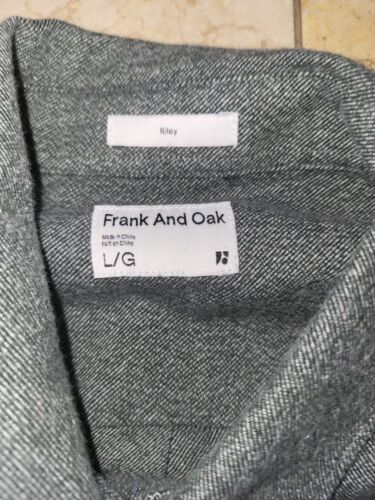 Riley
Frank And Oak
Made in China
Fait en Chine
L/G